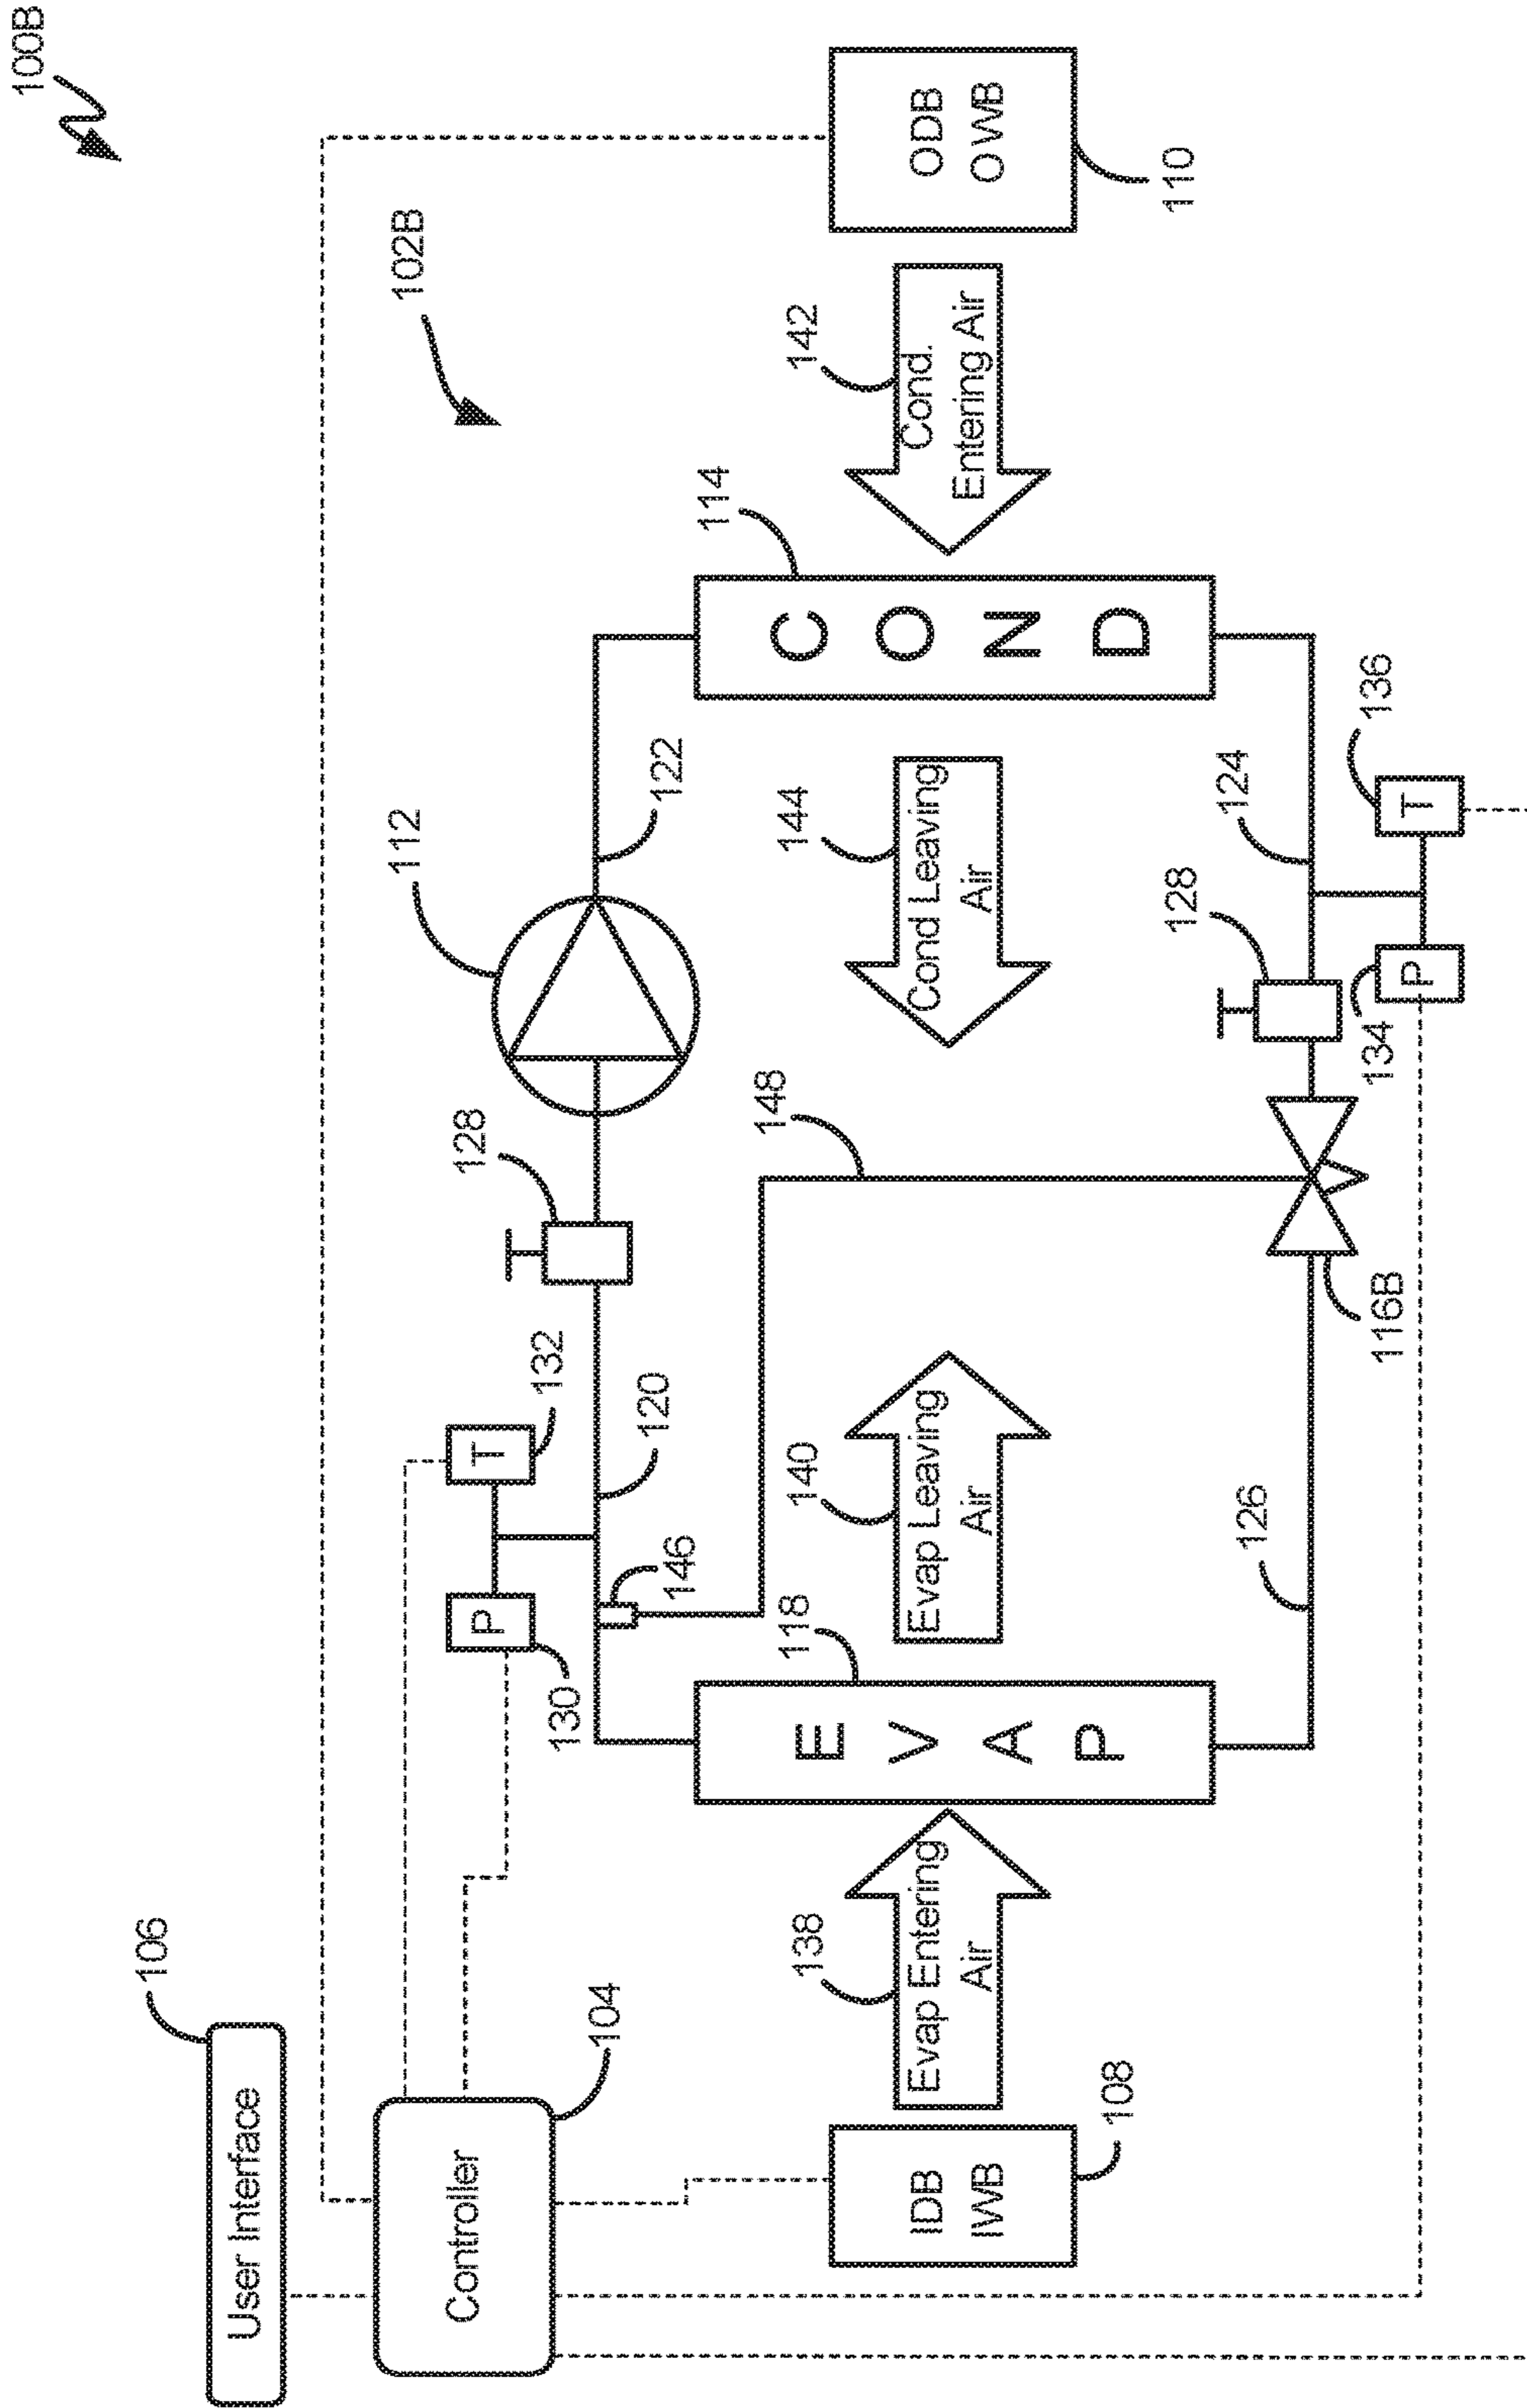 100B
106
User Interface
Controller
104
102B
112
128
132
T
P
130
120
146
122
114
148
C
O
N
D
E
V
A
P
118
IDB
IWB
108
138
Evap Entering
Air
140
Evap Leaving
Air
144
Cond Leaving
Air
142
Cond.
Entering Air
ODB
OWB
110
126
116B
128
124
134
P
T
136